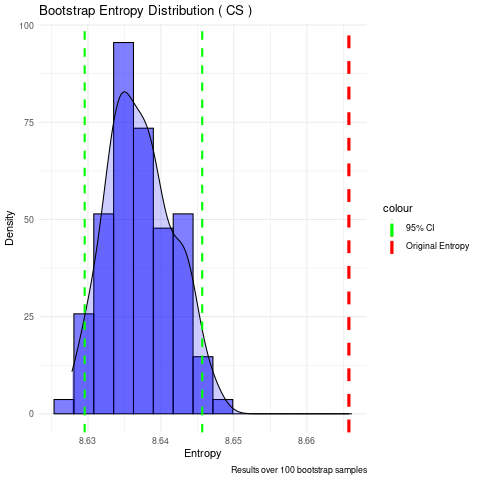 Bootstrap Entropy Distribution ( CS )
100
75
50
25
0
Density
8.63
8.64
8.65
8.66
Entropy
colour
95% CI
Original Entropy
Results over 100 bootstrap samples